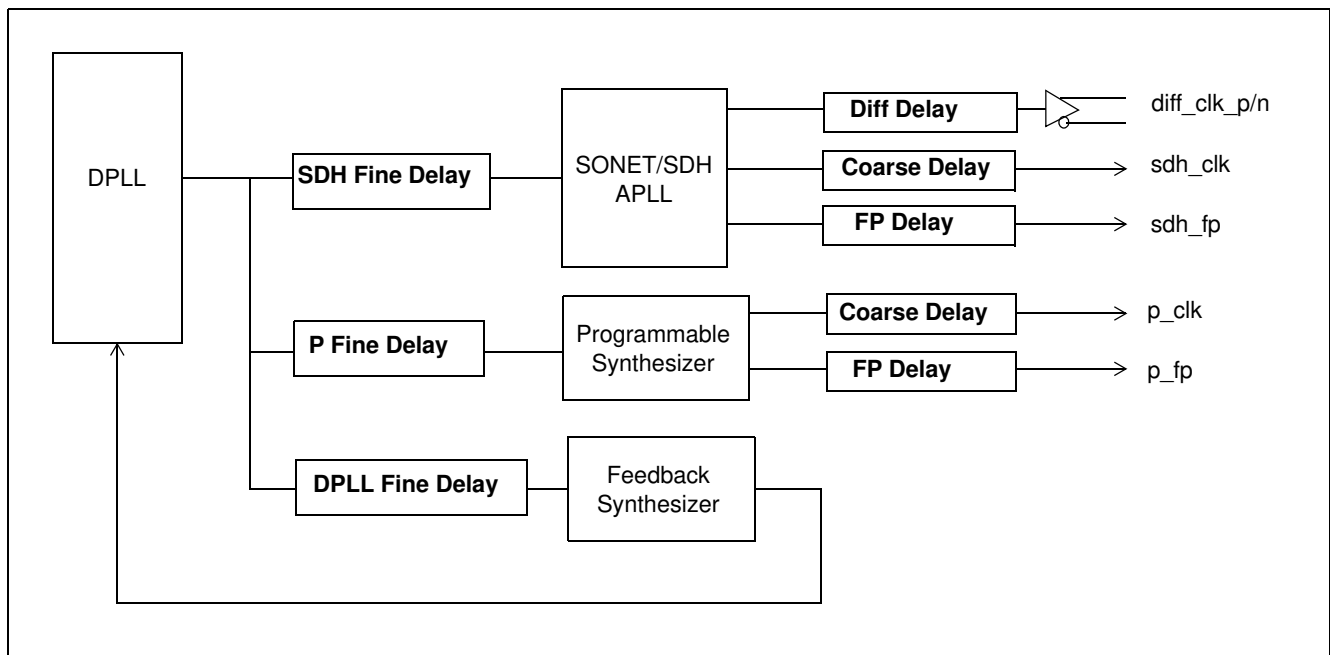 DPLL
SDH Fine Delay
SONET/SDH
APLL
Diff Delay
diff_clk_p/n
Coarse Delay
sdh_clk
FP Delay
sdh_fp
P Fine Delay
Programmable
Synthesizer
Coarse Delay
p_clk
FP Delay
p_fp
DPLL Fine Delay
Feedback
Synthesizer